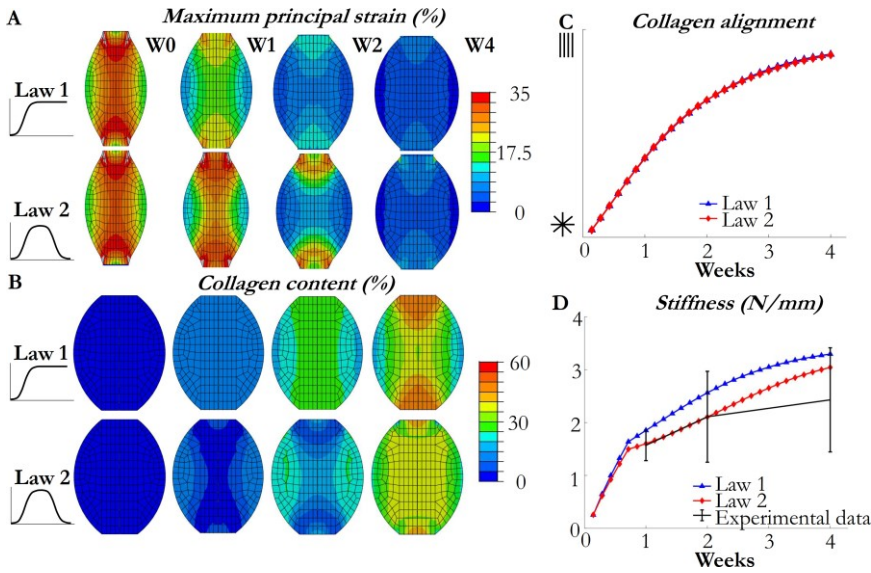 A
Maximum principal strain (%)
W0
W1
W2
W4
Law 1
Law 2
35
17.5
0
B
Collagen content (%)
Law 1
Law 2
60
30
0
C
Collagen alignment
Law 1
Law 2
1
2
3
4
Weeks
D
Stiffness (N/mm)
4
3
2
1
0
Law 1
Law 2
Experimental data
0
1
2
3
4
Weeks